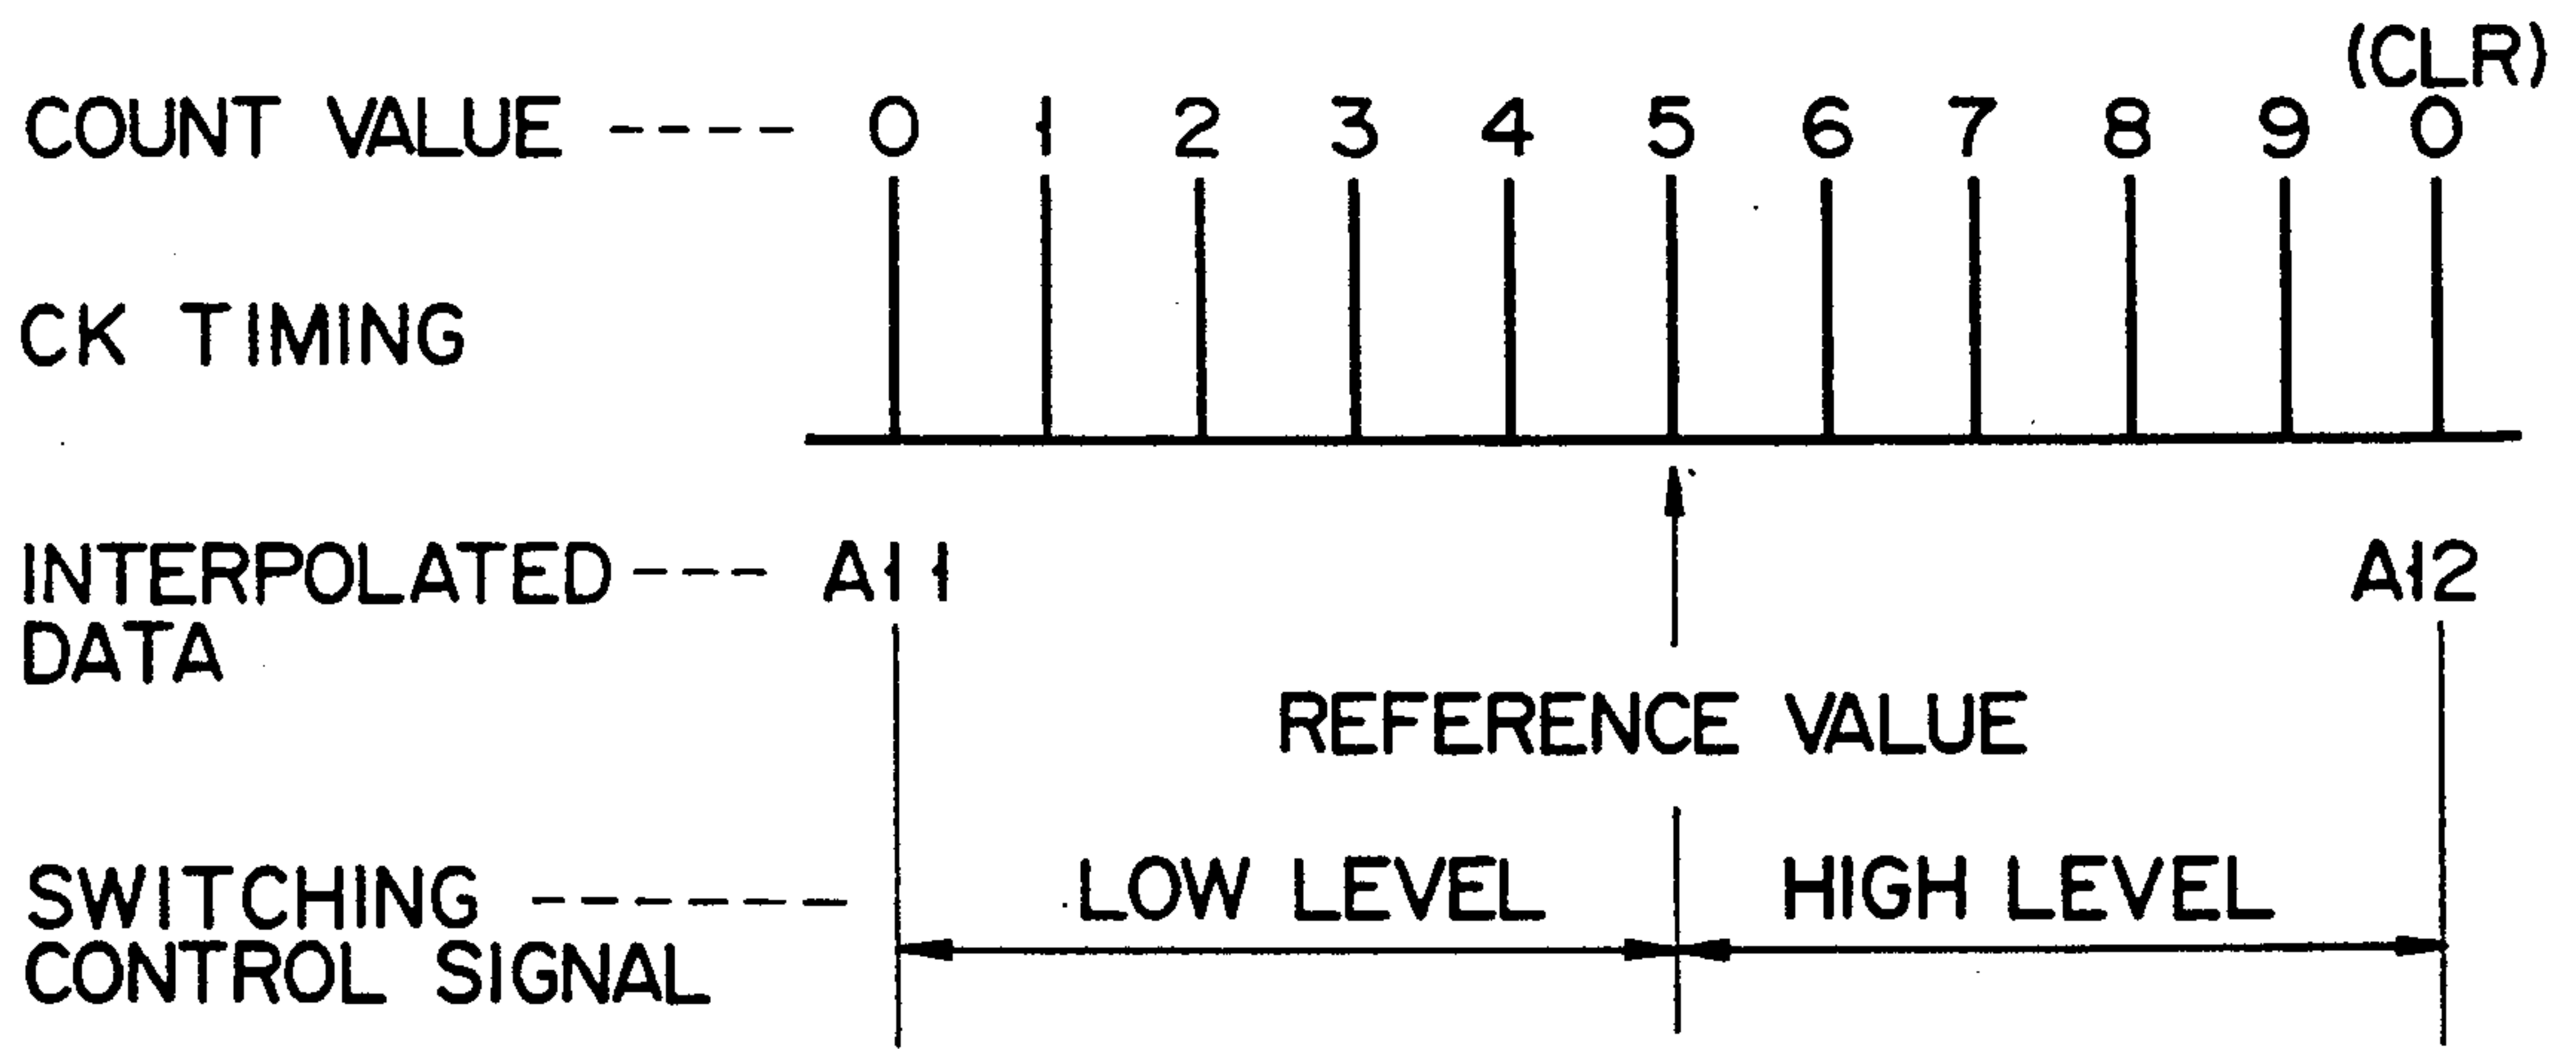 (CLR)
COUNT VALUE ---- 0 1 2 3 4 5 6 7 8 9 0
CK TIMING
INTERPOLATED --- A11 A12
DATA
REFERENCE VALUE
SWITCHING ------ LOW LEVEL HIGH LEVEL
CONTROL SIGNAL